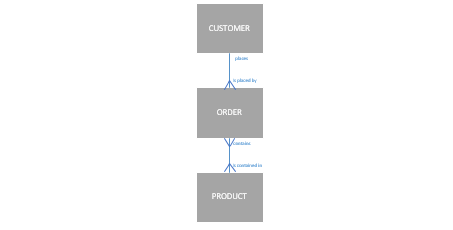 CUSTOMER
places
is placed by
ORDER
contains
is contained in
PRODUCT